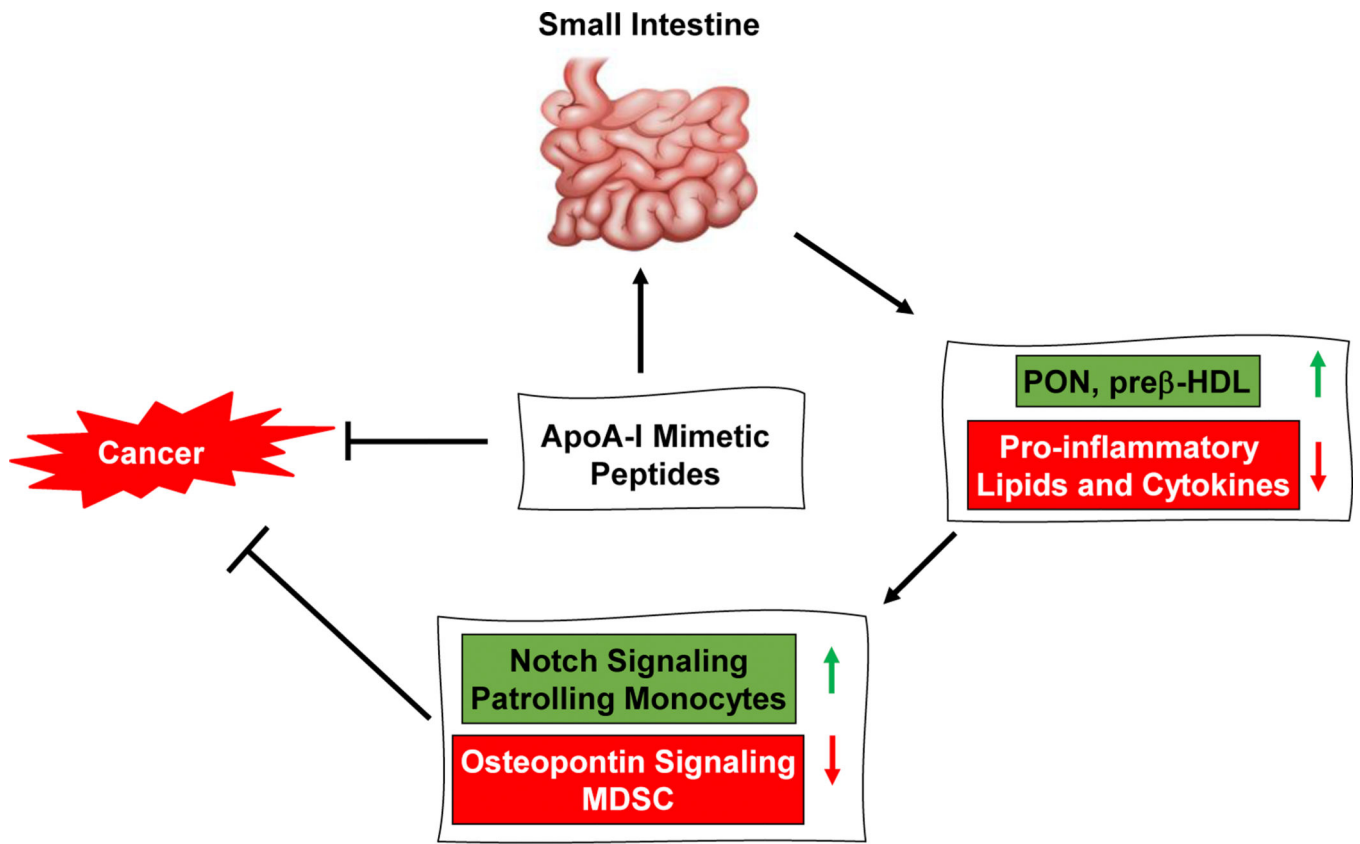 Small Intestine
PON, preβ-HDL
Pro-inflammatory
Lipids and Cytokines
ApoA-I Mimetic
Peptides
Cancer
Notch Signaling
Patrolling Monocytes
Osteopontin Signaling
MDSC